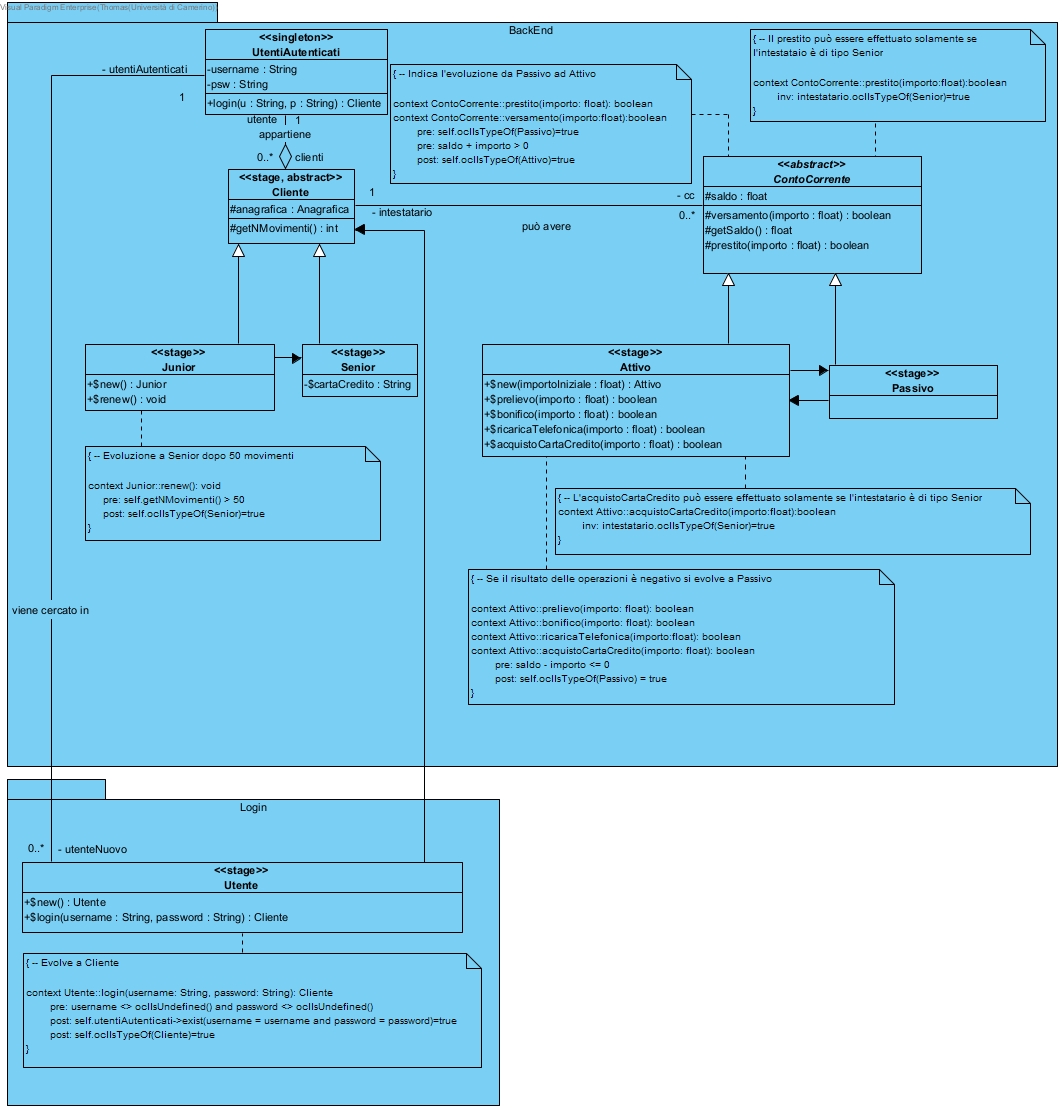 Visual Paradigm Enterprise(Thomas(Università di Camerino))
BackEnd
<<singleton>>
UtentiAutenticati
-username : String
-psw : String
+login(u : String, p : String) : Cliente
- utentiAutenticati
1
utente
1
appartiene
0..*
clienti
{ -- Indica l'evoluzione da Passivo ad Attivo
context ContoCorrente::prestito(importo: float): boolean
context ContoCorrente::versamento(importo:float):boolean
pre: self.oclIsTypeOf(Passivo)=true
pre: saldo + importo > 0
post: self.oclIsTypeOf(Attivo)=true
}
{ -- Il prestito può essere effettuato solamente se
l'intestataio è di tipo Senior
context ContoCorrente::prestito(importo:float):boolean
inv: intestatario.oclIsTypeOf(Senior)=true
}
<<stage, abstract>>
Cliente
#anagrafica : Anagrafica
#getNMovimenti() : int
1
- intestatario
può avere
- cc
0..*
<<abstract>>
ContoCorrente
#saldo : float
#versamento(importo : float) : boolean
#getSaldo() : float
#prestito(importo : float) : boolean
<<stage>>
Junior
+$new() : Junior
+$renew() : void
<<stage>>
Senior
-$cartaCredito : String
<<stage>>
Attivo
+$new(importoIniziale : float) : Attivo
+$prelievo(importo : float) : boolean
+$bonifico(importo : float) : boolean
+$ricaricaTelefonica(importo : float) : boolean
+$acquistoCartaCredito(importo : float) : boolean
<<stage>>
Passivo
{ -- Evoluzione a Senior dopo 50 movimenti
context Junior::renew(): void
pre: self.getNMovimenti() > 50
post: self.oclIsTypeOf(Senior)=true
}
{ -- L'acquistoCartaCredito può essere effettuato solamente se l'intestatario è di tipo Senior
context Attivo::acquistoCartaCredito(importo:float):boolean
inv: intestatario.oclIsTypeOf(Senior)=true
}
{ -- Se il risultato delle operazioni è negativo si evolve a Passivo
context Attivo::prelievo(importo: float): boolean
context Attivo::bonifico(importo: float): boolean
context Attivo::ricaricaTelefonica(importo:float): boolean
context Attivo::acquistoCartaCredito(importo: float): boolean
pre: saldo - importo <= 0
post: self.oclIsTypeOf(Passivo) = true
}
viene cercato in
Login
0..*
- utenteNuovo
<<stage>>
Utente
+$new() : Utente
+$login(username : String, password : String) : Cliente
{ -- Evolve a Cliente
context Utente::login(username: String, password: String): Cliente
pre: username <> oclIsUndefined() and password <> oclIsUndefined()
post: self.utentiAutenticati->exist(username = username and password = password)=true
post: self.oclIsTypeOf(Cliente)=true
}